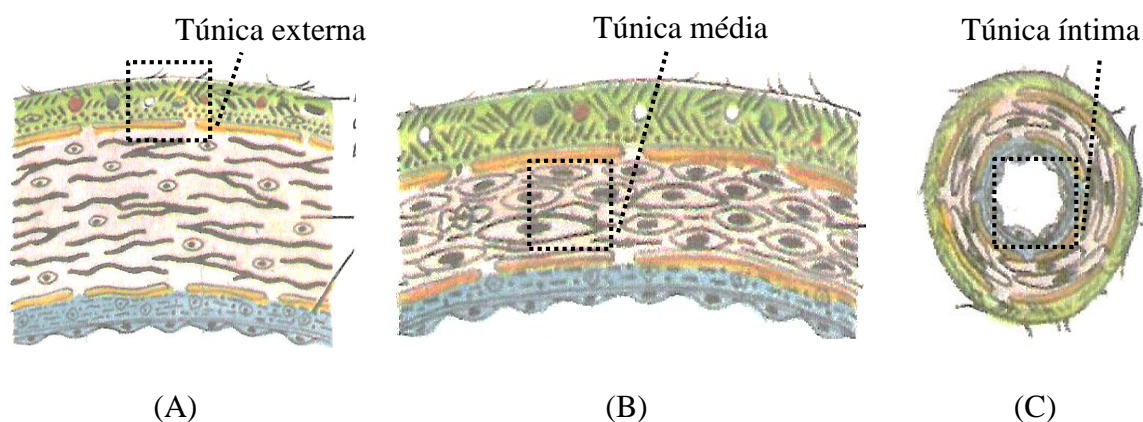 Túnica externa
Túnica média
Túnica íntima
(A)
(B)
(C)